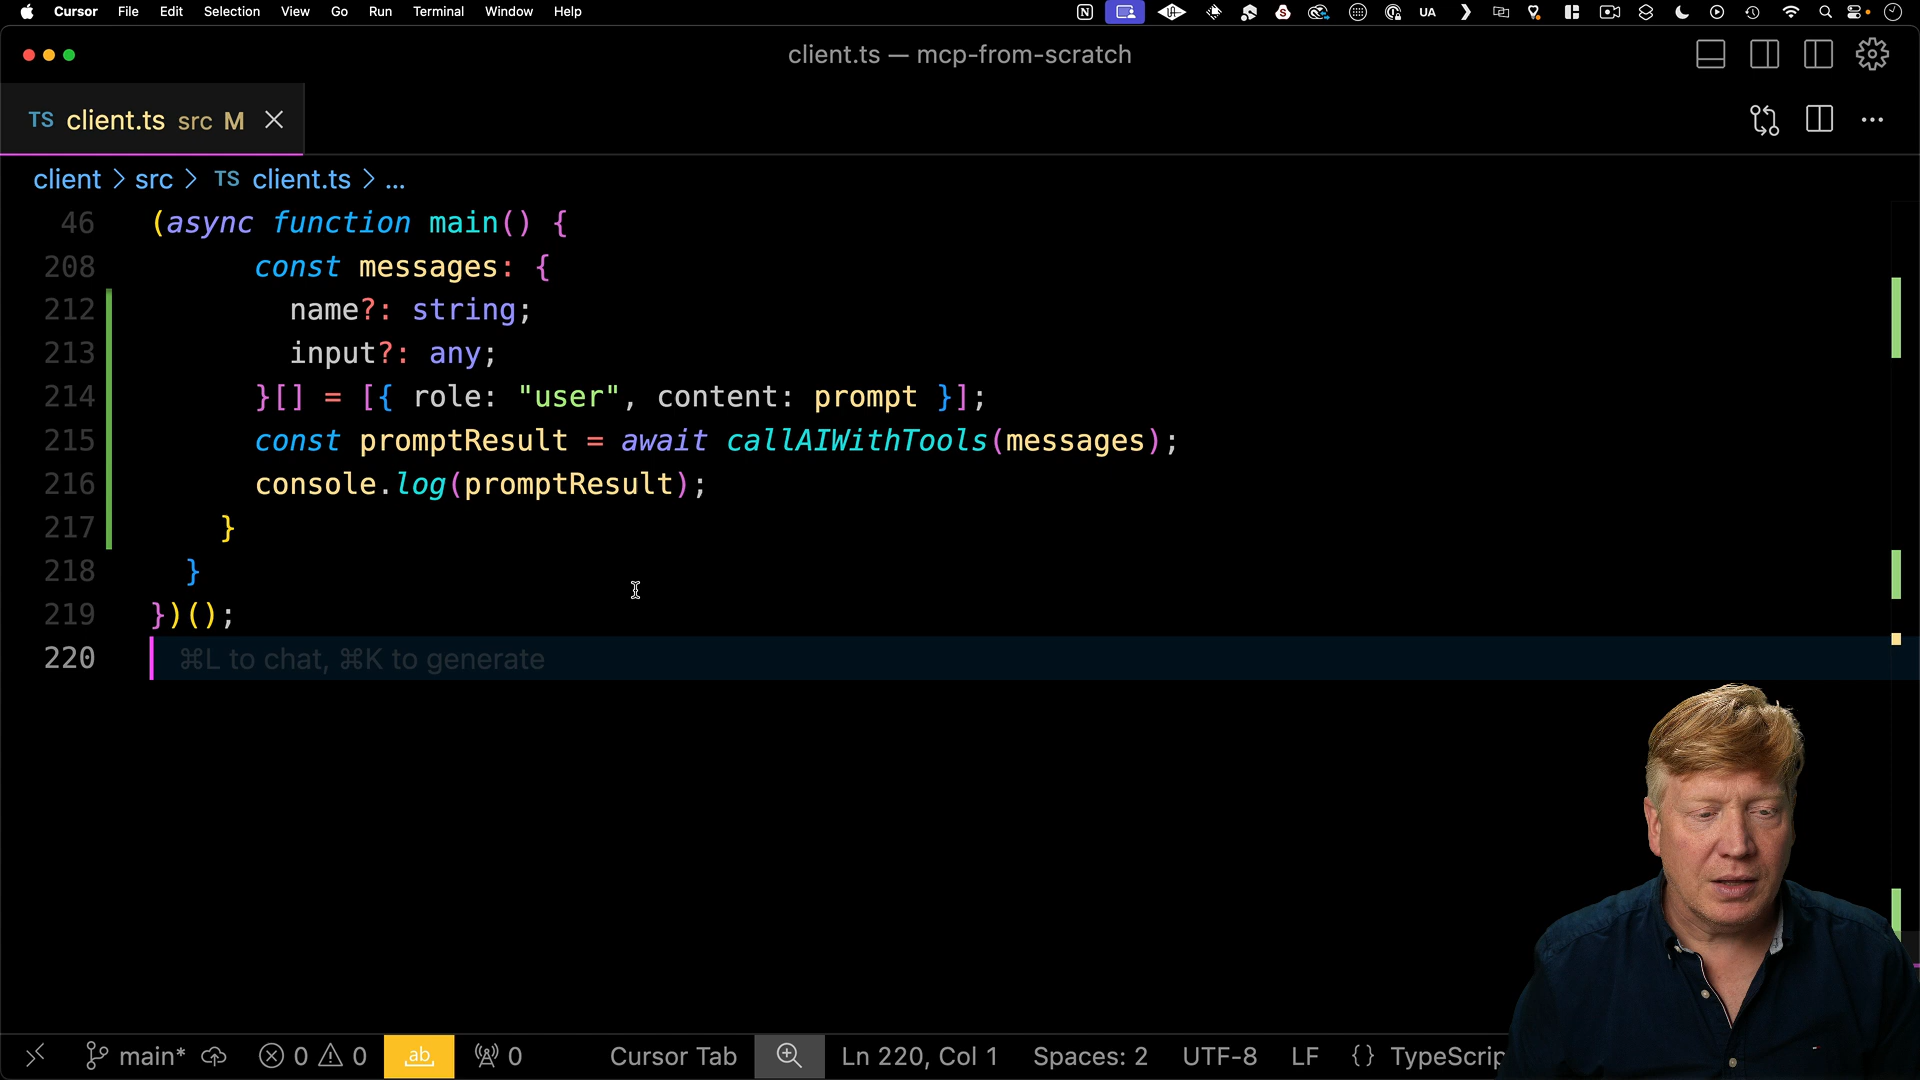 Cursor File Edit Selection View Go Run Terminal Window Help UA
client.ts — mcp-from-scratch
TS client.ts src M
client > src > TS client.ts > ...
46 (async function main() {
208 const messages: {
212 name?: string;
213 input?: any;
214 }[] = [{ role: "user", content: prompt }];
215 const promptResult = await callAIWithTools(messages);
216 console.log(promptResult);
217 }
218 }
219 })();
220 ⌘L to chat, ⌘K to generate
main* 0 0 ab 0 Cursor Tab Ln 220, Col 1 Spaces: 2 UTF-8 LF {} TypeScrip